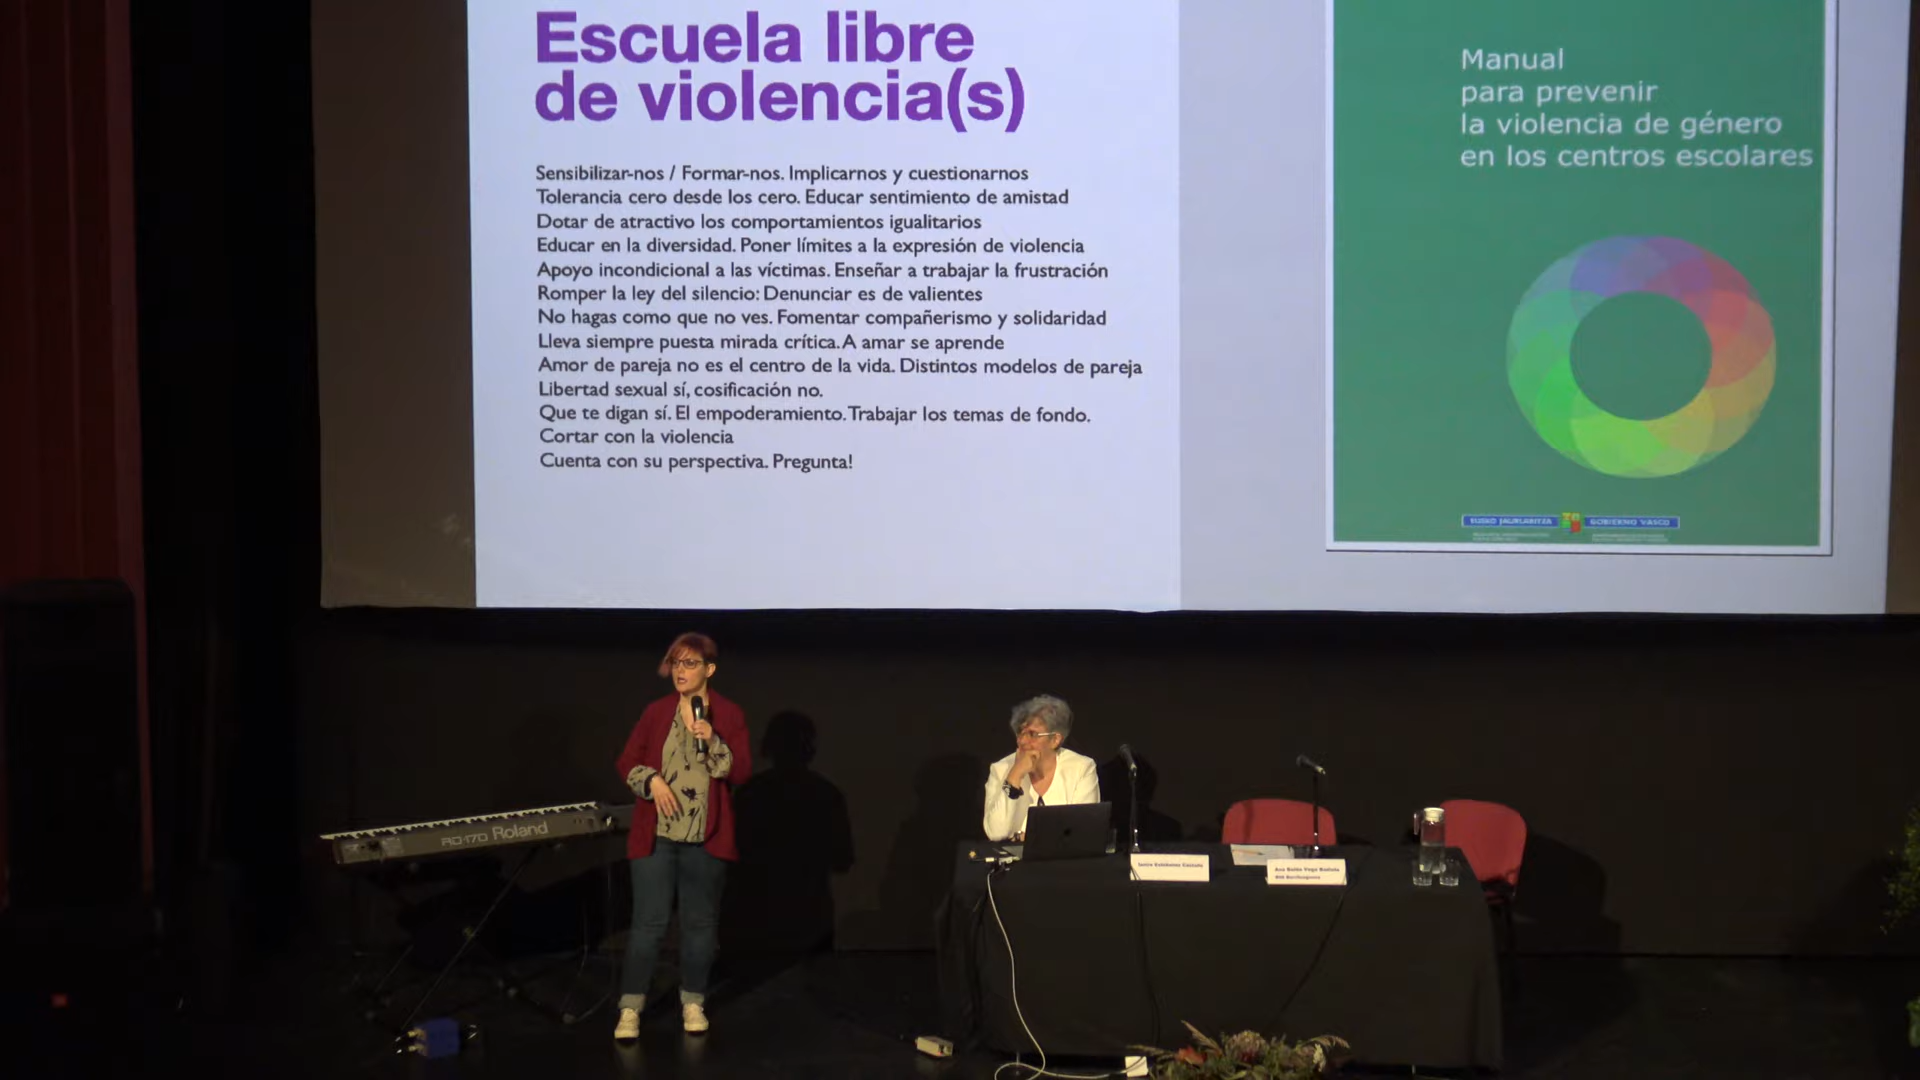 Escuela libre
de violencia(s)
Sensibilizar-nos / Formar-nos. Implicarnos y cuestionarnos
Tolerancia cero desde los cero. Educar sentimiento de amistad
Dotar de atractivo los comportamientos igualitarios
Educar en la diversidad. Poner límites a la expresión de violencia
Apoyo incondicional a las víctimas. Enseñar a trabajar la frustración
Romper la ley del silencio: Denunciar es de valientes
No hagas como que no ves. Fomentar compañerismo y solidaridad
Lleva siempre puesta mirada crítica. A amar se aprende
Amor de pareja no es el centro de la vida. Distintos modelos de pareja
Libertad sexual sí, cosificación no.
Que te digan sí. El empoderamiento. Trabajar los temas de fondo.
Cortar con la violencia
Cuenta con su perspectiva. Pregunta!
Manual
para prevenir
la violencia de género
en los centros escolares
EUSKO JAURLARITZA
GOBIERNO VASCO
RD-170 Roland
Ana Belén Vega